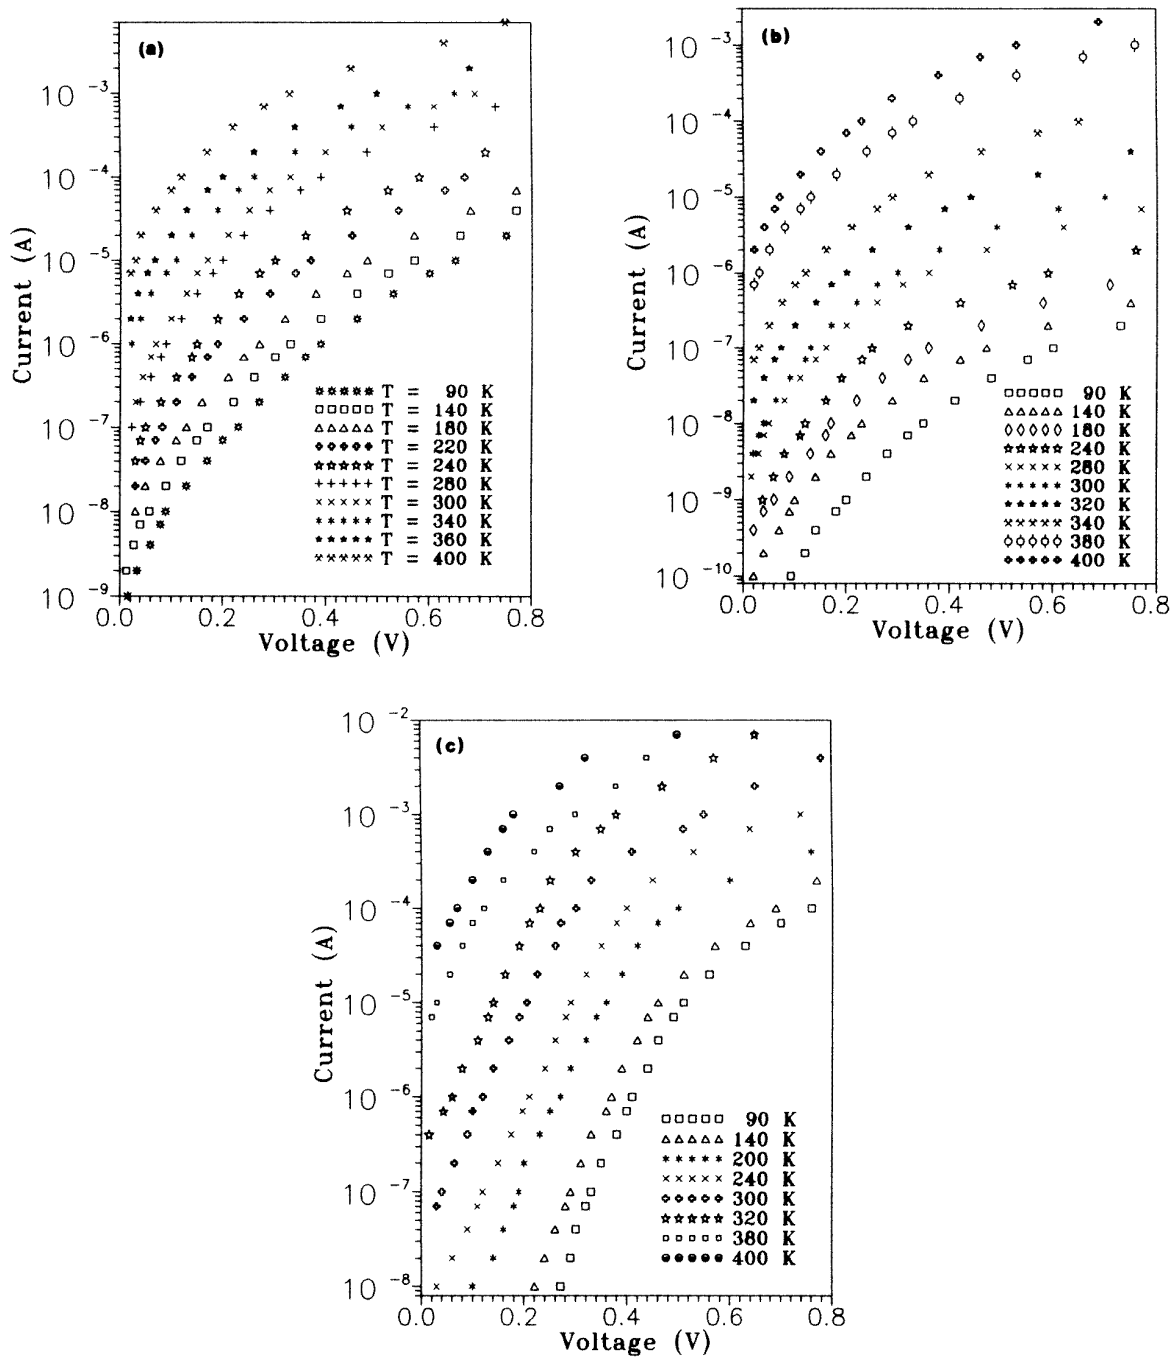 (a)
10 -3
10 -4
10 -5
10 -6
10 -7
10 -8
10 -9
Current (A)
T = 90 K
T = 140 K
T = 180 K
T = 220 K
T = 240 K
T = 280 K
T = 300 K
T = 340 K
T = 360 K
T = 400 K
0.0 0.2 0.4 0.6 0.8
Voltage (V)
(b)
10 -3
10 -4
10 -5
10 -6
10 -7
10 -8
10 -9
10 -10
Current (A)
90 K
140 K
180 K
240 K
280 K
300 K
320 K
340 K
380 K
400 K
0.0 0.2 0.4 0.6 0.8
Voltage (V)
(c)
10 -2
10 -3
10 -4
10 -5
10 -6
10 -7
10 -8
Current (A)
90 K
140 K
200 K
240 K
300 K
320 K
380 K
400 K
0.0 0.2 0.4 0.6 0.8
Voltage (V)